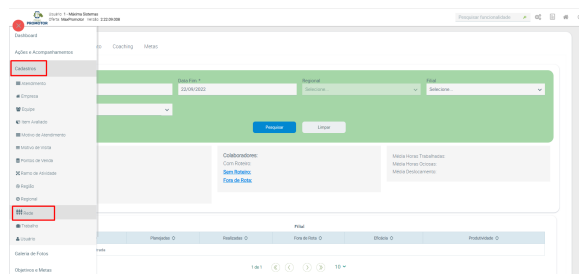 Usuário: 1 - Máxima Sistemas
Oferta: MaxPromotor - Versão: 2.22.09.008
PROMOTOR
Pesquisar funcionalidade
Dashboard
Ações e Acompanhamentos
Coaching Metas
Cadastros
Atendimento
Empresa
Equipe
Item Avaliado
Motivo de Atendimento
Motivo de Visita
Pontos de Venda
Ramo de Atividade
Região
Regional
Rota
Trabalho
Usuário
Galeria de Fotos
Objetivos e Metas
Data Fim *
22/09/2022
Regional
Selecione...
Filial
Selecione...
Pesquisar
Limpar
Colaboradores:
Com Roteiro:
Sem Roteiro:
Fora de Rota:
Média Horas Trabalhadas:
Média Horas Ociosas:
Média Deslocamento:
Filial
Planejadas
Realizadas
Fora de Rota
Eficácia
Produtividade
1 de 1
10